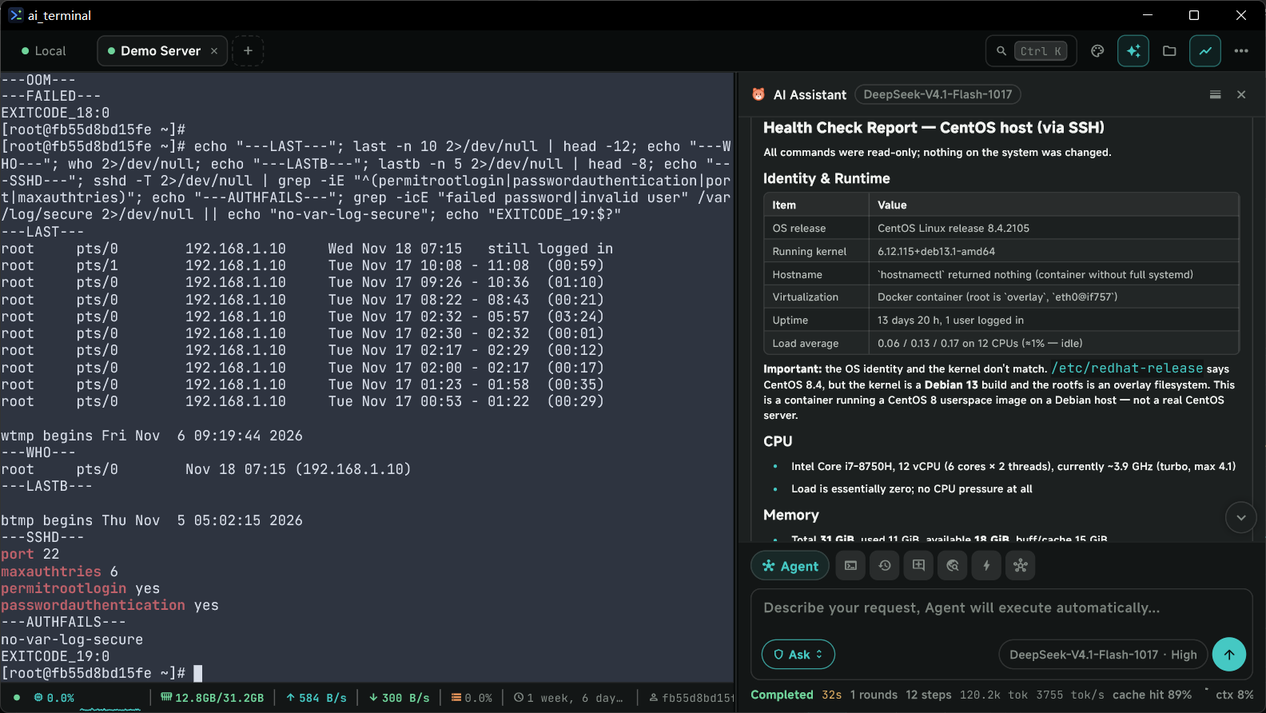 ai_terminal
Local
Demo Server
Ctrl K
---OOM---
---FAILED---
EXITCODE_18:0
[root@fb55d8bd15fe ~]#
[root@fb55d8bd15fe ~]# echo "---LAST---"; last -n 10 2>/dev/null | head -12; echo "---W
HO---"; who 2>/dev/null; echo "---LASTB---"; lastb -n 5 2>/dev/null | head -8; echo "---
-SSHD---"; sshd -T 2>/dev/null | grep -iE "^(permitrootlogin|passwordauthentication|por
t|maxauthtries)"; echo "---AUTHFAILS---"; grep -icE "failed password|invalid user" /var
/log/secure 2>/dev/null || echo "no-var-log-secure"; echo "EXITCODE_19:$?"
---LAST---
root     pts/0        192.168.1.10     Wed Nov 18 07:15   still logged in
root     pts/1        192.168.1.10     Tue Nov 17 10:08 - 11:08  (00:59)
root     pts/0        192.168.1.10     Tue Nov 17 09:26 - 10:36  (01:10)
root     pts/0        192.168.1.10     Tue Nov 17 08:22 - 08:43  (00:21)
root     pts/0        192.168.1.10     Tue Nov 17 02:32 - 05:57  (03:24)
root     pts/0        192.168.1.10     Tue Nov 17 02:30 - 02:32  (00:01)
root     pts/0        192.168.1.10     Tue Nov 17 02:17 - 02:29  (00:12)
root     pts/0        192.168.1.10     Tue Nov 17 02:00 - 02:17  (00:17)
root     pts/0        192.168.1.10     Tue Nov 17 01:23 - 01:58  (00:35)
root     pts/0        192.168.1.10     Tue Nov 17 00:53 - 01:22  (00:29)
wtmp begins Fri Nov  6 09:19:44 2026
---WHO---
root     pts/0        Nov 18 07:15 (192.168.1.10)
---LASTB---
btmp begins Thu Nov  5 05:02:15 2026
---SSHD---
port 22
maxauthtries 6
permitrootlogin yes
passwordauthentication yes
---AUTHFAILS---
no-var-log-secure
EXITCODE_19:0
[root@fb55d8bd15fe ~]#
0.0%
12.8GB/31.2GB
584 B/s
300 B/s
0.0%
1 week, 6 day…
fb55d8bd15f
AI Assistant
DeepSeek-V4.1-Flash-1017
Health Check Report — CentOS host (via SSH)
All commands were read-only; nothing on the system was changed.
Identity & Runtime
Item Value
OS release CentOS Linux release 8.4.2105
Running kernel 6.12.115+deb13.1-amd64
Hostname `hostnamectl` returned nothing (container without full systemd)
Virtualization Docker container (root is `overlay`, `eth0@if757`)
Uptime 13 days 20 h, 1 user logged in
Load average 0.06 / 0.13 / 0.17 on 12 CPUs (≈1% — idle)
Important: the OS identity and the kernel don't match. /etc/redhat-release says
CentOS 8.4, but the kernel is a Debian 13 build and the rootfs is an overlay filesystem. This
is a container running a CentOS 8 userspace image on a Debian host — not a real CentOS
server.
CPU
• Intel Core i7-8750H, 12 vCPU (6 cores × 2 threads), currently ~3.9 GHz (turbo, max 4.1)
• Load is essentially zero; no CPU pressure at all
Memory
• Total 31 GiB, used 11 GiB, available 18 GiB, buff/cache 15 GiB
Agent
Describe your request, Agent will execute automatically...
Ask
DeepSeek-V4.1-Flash-1017 · High
Completed 32s 1 rounds 12 steps 120.2k tok 3755 tok/s cache hit 89% ctx 8%